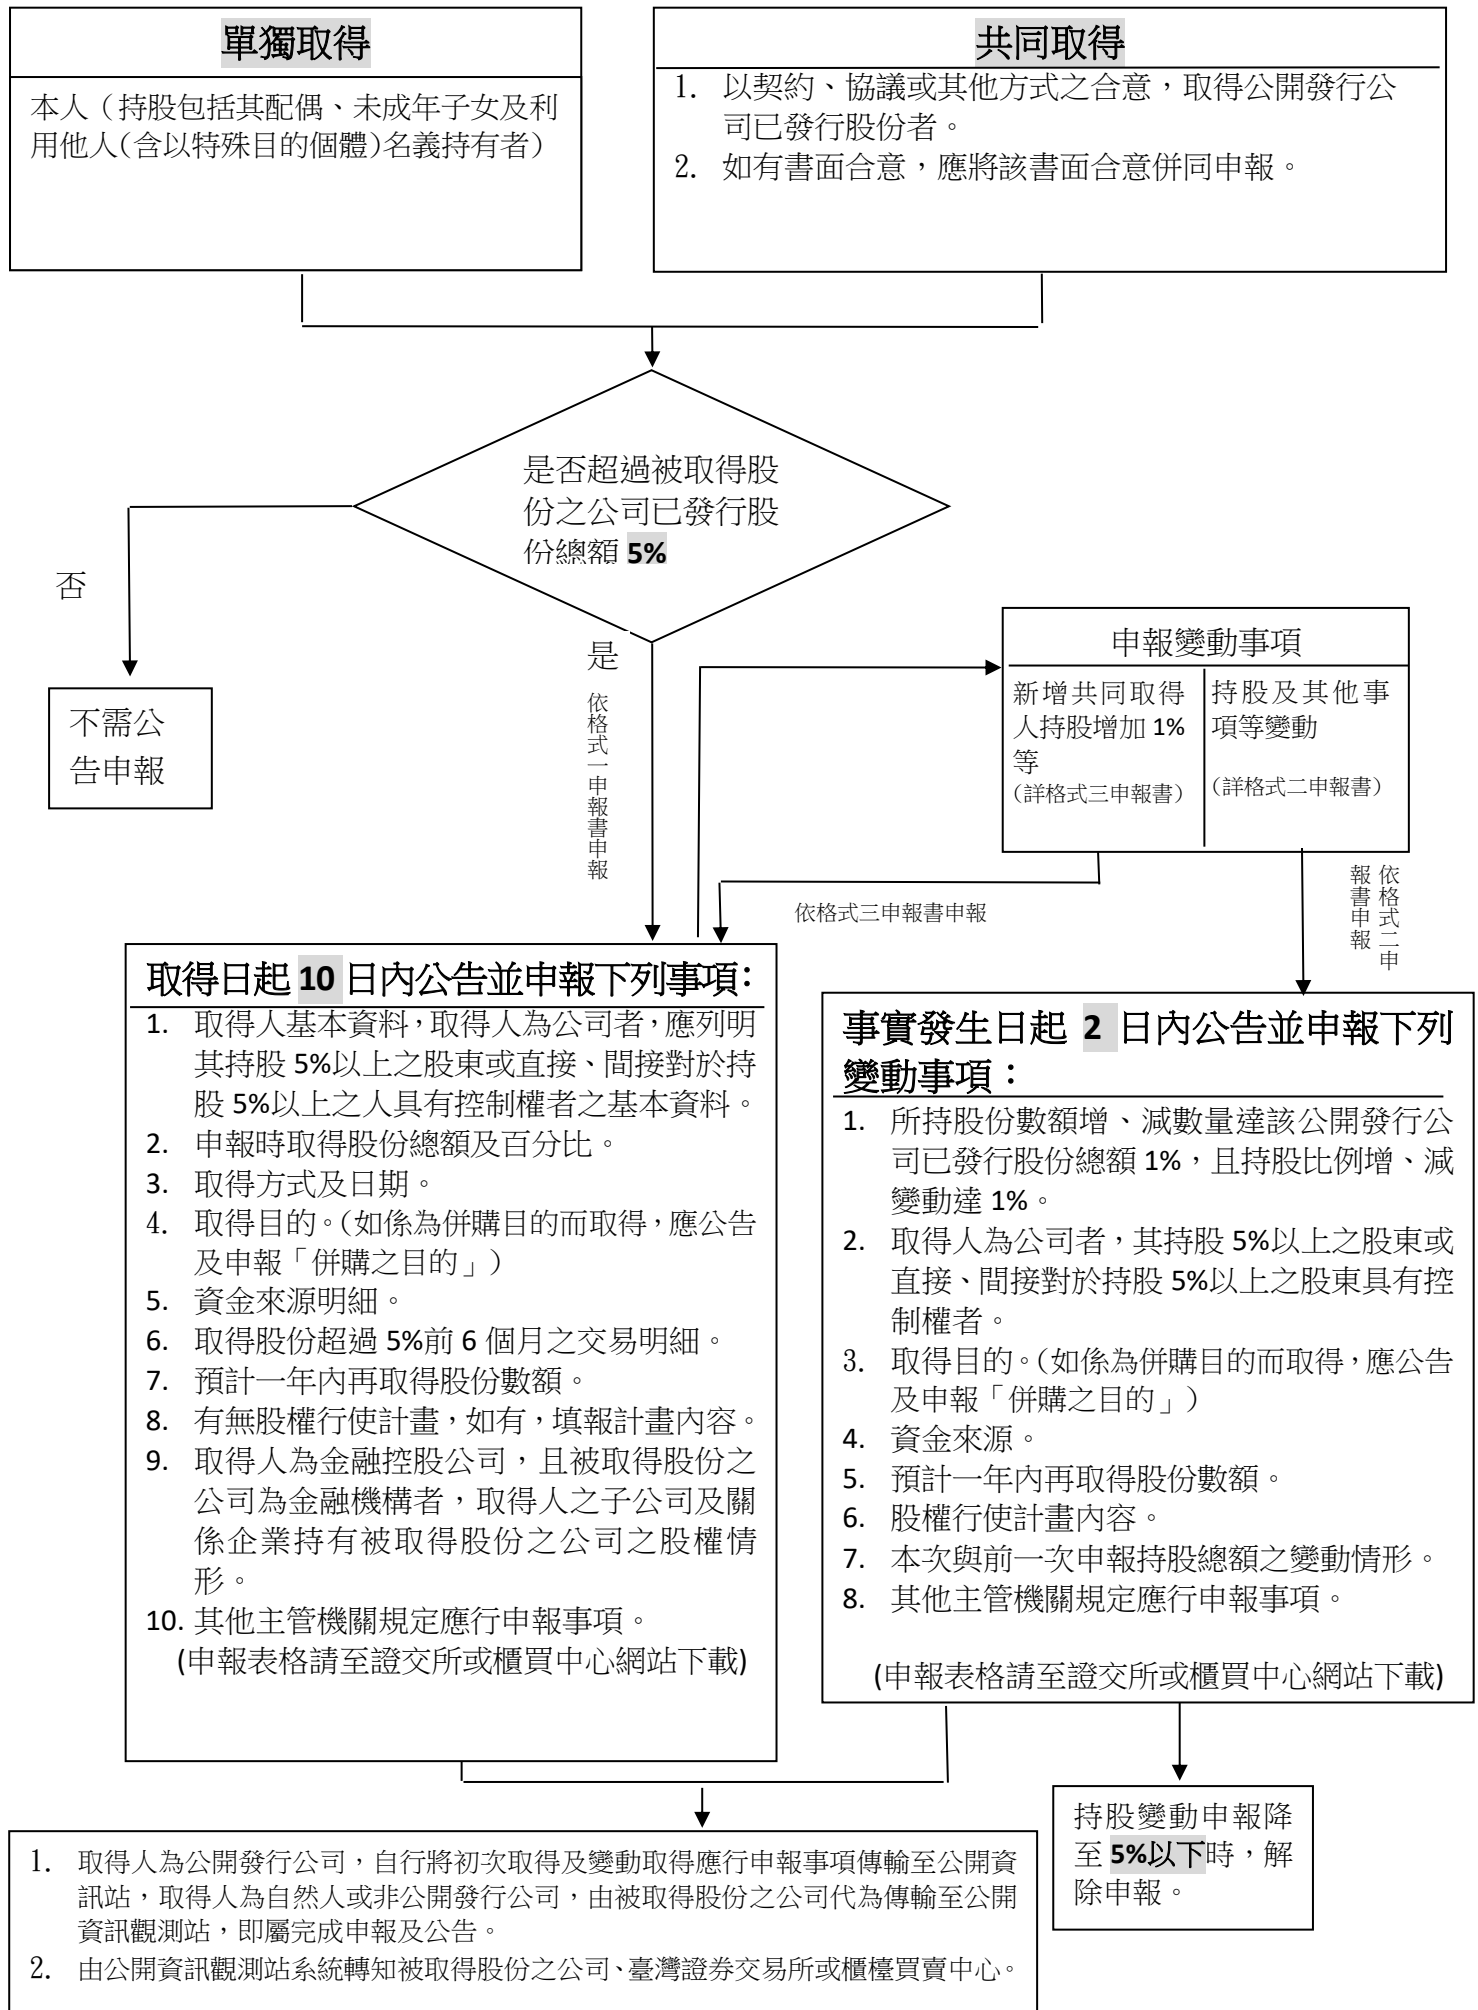 單獨取得
本人（持股包括其配偶、未成年子女及利
用他人(含以特殊目的個體)名義持有者）
共同取得
1. 以契約、協議或其他方式之合意，取得公開發行公
司已發行股份者。
2. 如有書面合意，應將該書面合意併同申報。
是否超過被取得股
份之公司已發行股
份總額 5%
否
不需公
告申報
是
依格式一申報書申報
申報變動事項
新增共同取得
人持股增加 1%
等
（詳格式三申報書）
持股及其他事
項等變動
（詳格式二申報書）
依格式三申報書申報
依格式二申
報書申報
取得日起 10 日內公告並申報下列事項：
1. 取得人基本資料，取得人為公司者，應列明
其持股 5%以上之股東或直接、間接對於持
股 5%以上之人具有控制權者之基本資料。
2. 申報時取得股份總額及百分比。
3. 取得方式及日期。
4. 取得目的。（如係為併購目的而取得，應公告
及申報「併購之目的」）
5. 資金來源明細。
6. 取得股份超過 5%前 6 個月之交易明細。
7. 預計一年內再取得股份數額。
8. 有無股權行使計畫，如有，填報計畫內容。
9. 取得人為金融控股公司，且被取得股份之
公司為金融機構者，取得人之子公司及關
係企業持有被取得股份之公司之股權情
形。
10. 其他主管機關規定應行申報事項。
(申報表格請至證交所或櫃買中心網站下載)
事實發生日起 2 日內公告並申報下列
變動事項：
1. 所持股份數額增、減數量達該公開發行公
司已發行股份總額 1%，且持股比例增、減
變動達 1%。
2. 取得人為公司者，其持股 5%以上之股東或
直接、間接對於持股 5%以上之股東具有控
制權者。
3. 取得目的。（如係為併購目的而取得，應公告
及申報「併購之目的」）
4. 資金來源。
5. 預計一年內再取得股份數額。
6. 股權行使計畫內容。
7. 本次與前一次申報持股總額之變動情形。
8. 其他主管機關規定應行申報事項。
(申報表格請至證交所或櫃買中心網站下載)
持股變動申報降
至 5%以下時，解
除申報。
1. 取得人為公開發行公司，自行將初次取得及變動取得應行申報事項傳輸至公開資
訊站，取得人為自然人或非公開發行公司，由被取得股份之公司代為傳輸至公開
資訊觀測站，即屬完成申報及公告。
2. 由公開資訊觀測站系統轉知被取得股份之公司、臺灣證券交易所或櫃檯買賣中心。